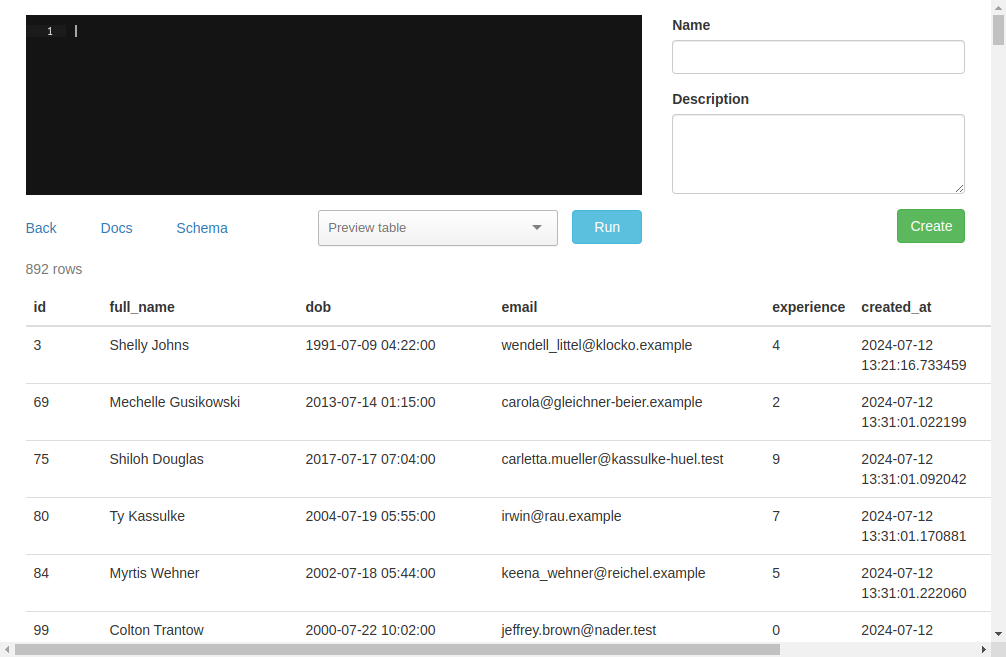 1
Name
Description
Back Docs Schema Preview table Run Create
892 rows
id full_name dob email experience created_at
3 Shelly Johns 1991-07-09 04:22:00 wendell_littel@klocko.example 4 2024-07-12
13:21:16.733459
69 Mechelle Gusikowski 2013-07-14 01:15:00 carola@gleichner-beier.example 2 2024-07-12
13:31:01.022199
75 Shiloh Douglas 2017-07-17 07:04:00 carletta.mueller@kassulke-huel.test 9 2024-07-12
13:31:01.092042
80 Ty Kassulke 2004-07-19 05:55:00 irwin@rau.example 7 2024-07-12
13:31:01.170881
84 Myrtis Wehner 2002-07-18 05:44:00 keena_wehner@reichel.example 5 2024-07-12
13:31:01.222060
99 Colton Trantow 2000-07-22 10:02:00 jeffrey.brown@nader.test 0 2024-07-12